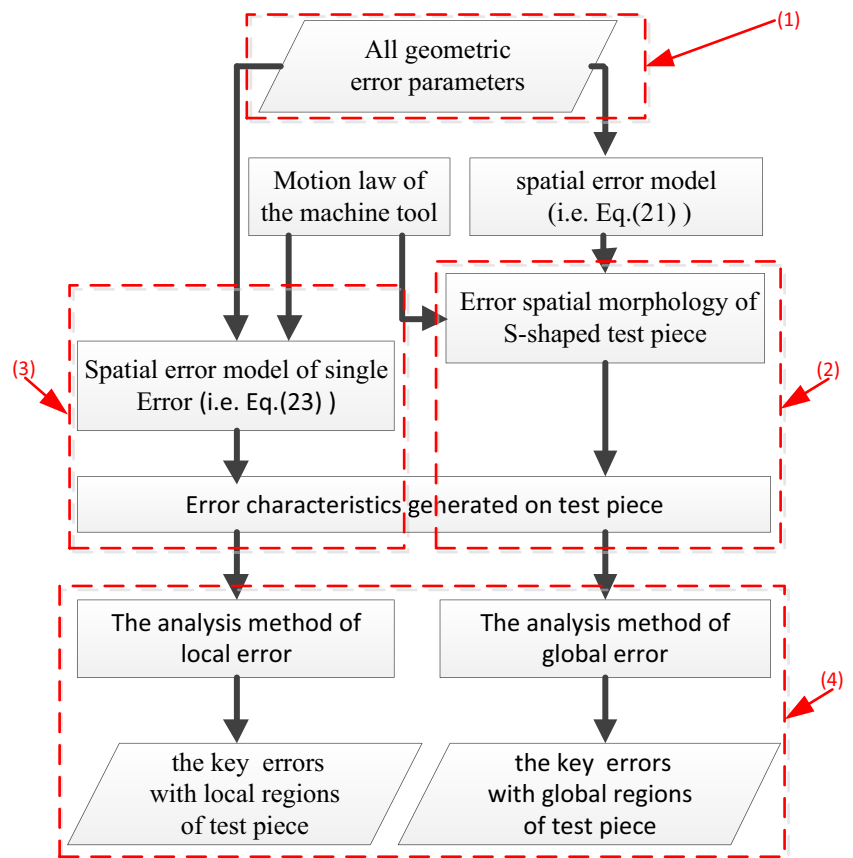 (1)
All geometric
error parameters
Motion law of
the machine tool
spatial error model
(i.e. Eq.(21) )
Error spatial morphology of
S-shaped test piece
(3)
Spatial error model of single
Error (i.e. Eq.(23) )
(2)
Error characteristics generated on test piece
The analysis method of
local error
The analysis method of
global error
(4)
the key errors
with local regions
of test piece
the key errors
with global regions
of test piece